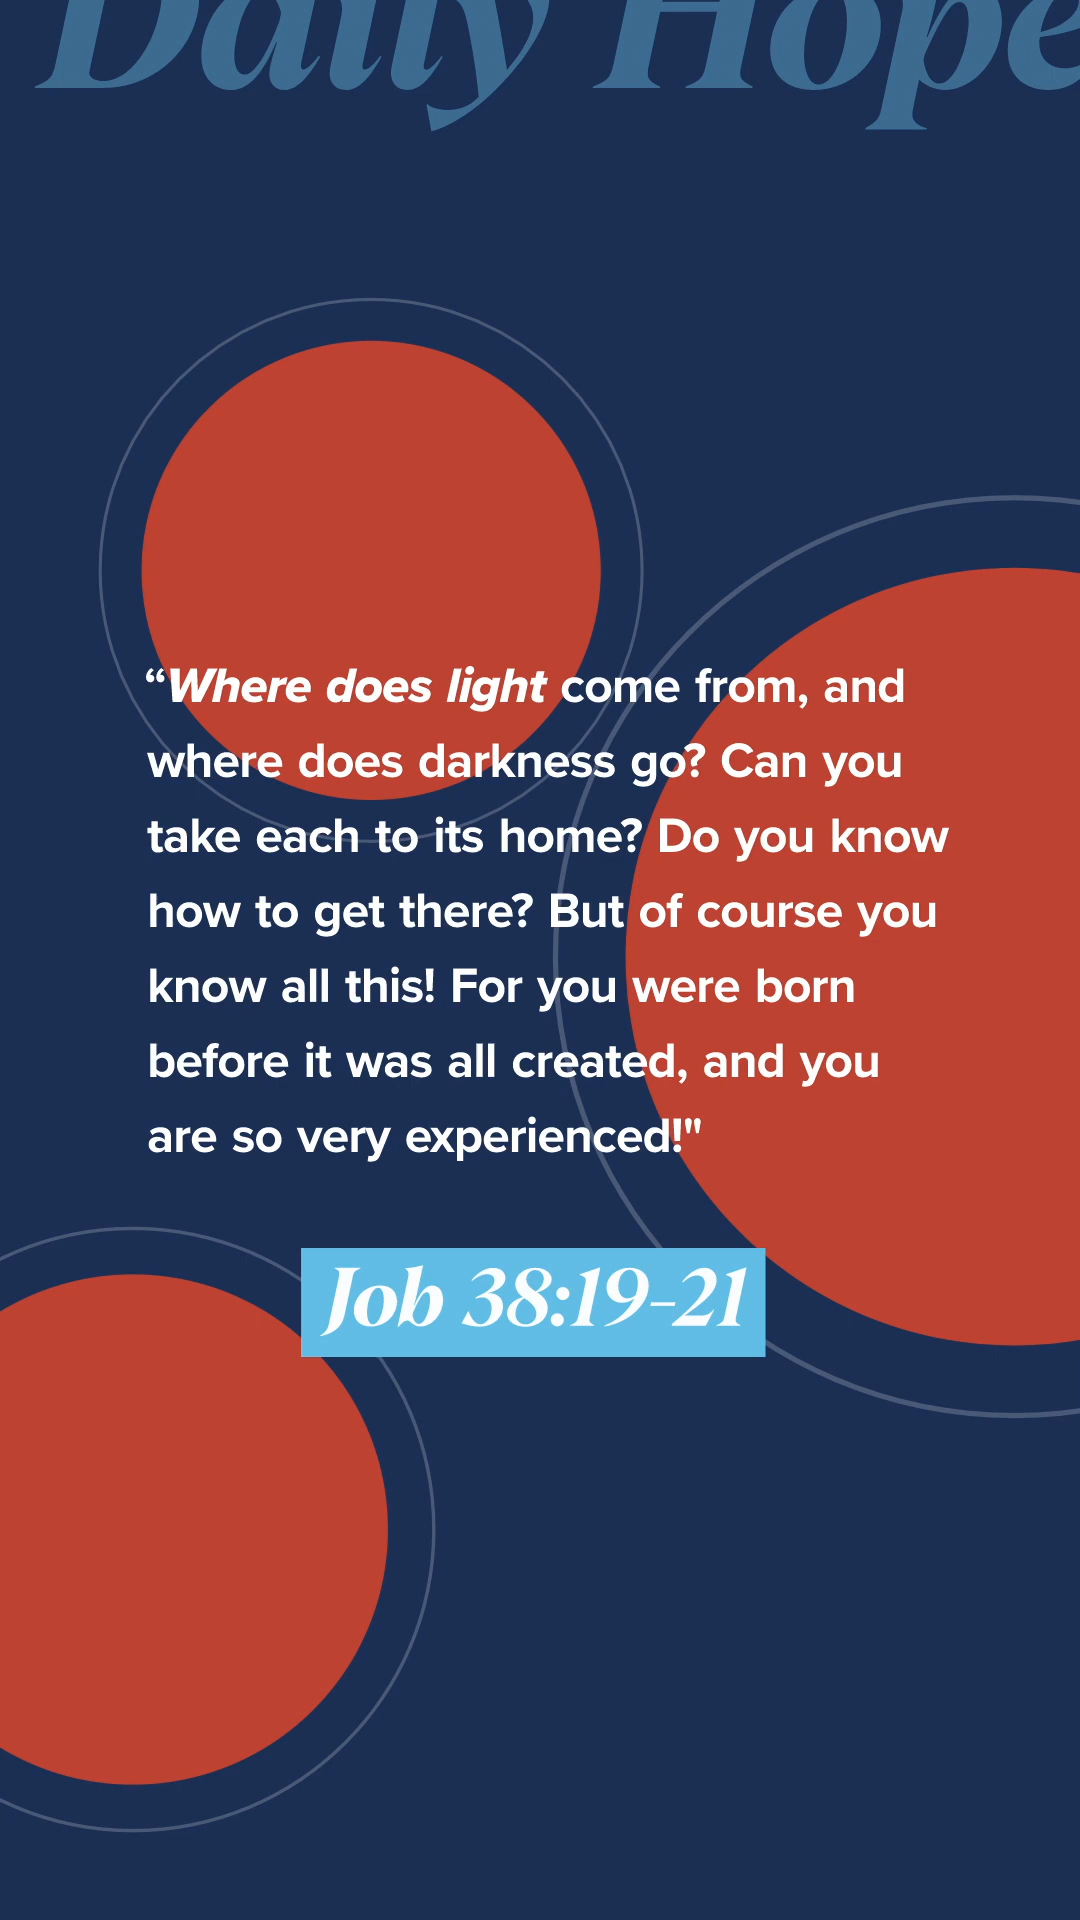 Daily Hope
“Where does light come from, and
where does darkness go? Can you
take each to its home? Do you know
how to get there? But of course you
know all this! For you were born
before it was all created, and you
are so very experienced!"
Job 38:19-21